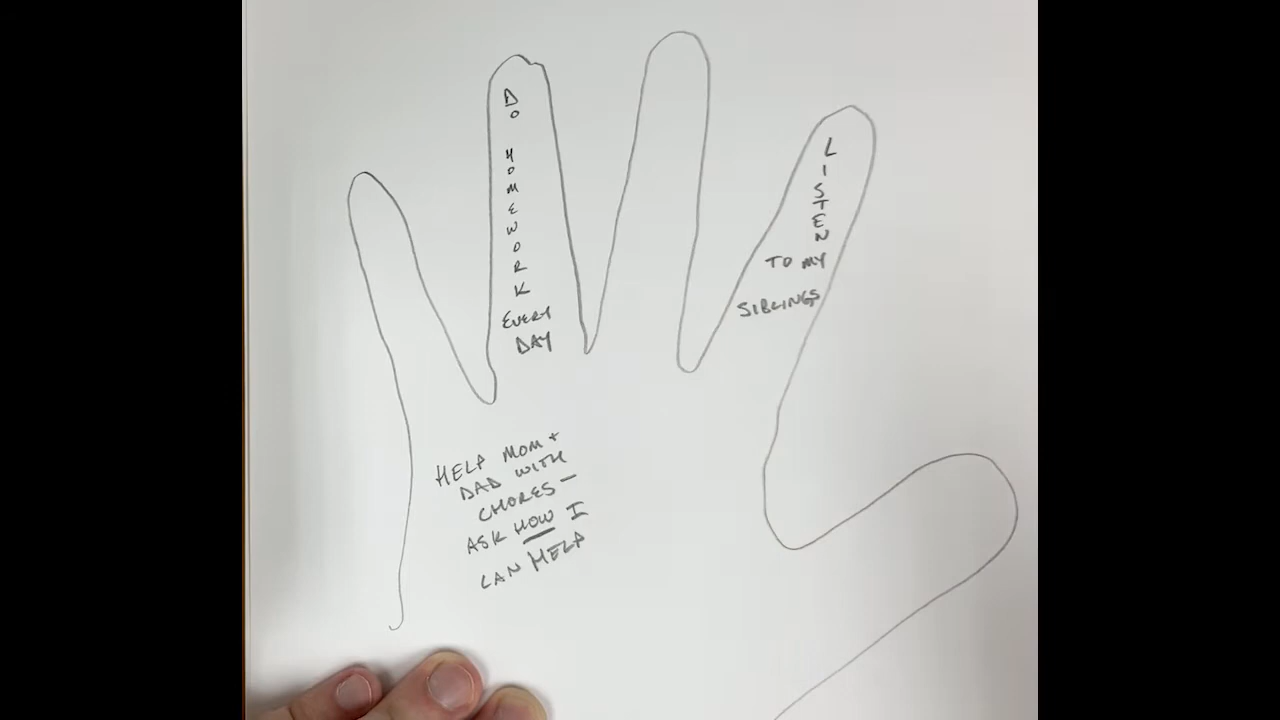 DO
HOMEWORK
EVERY
DAY
LISTEN
TO MY
SIBLINGS
HELP MOM +
DAD WITH
CHORES –
ASK HOW I
CAN HELP